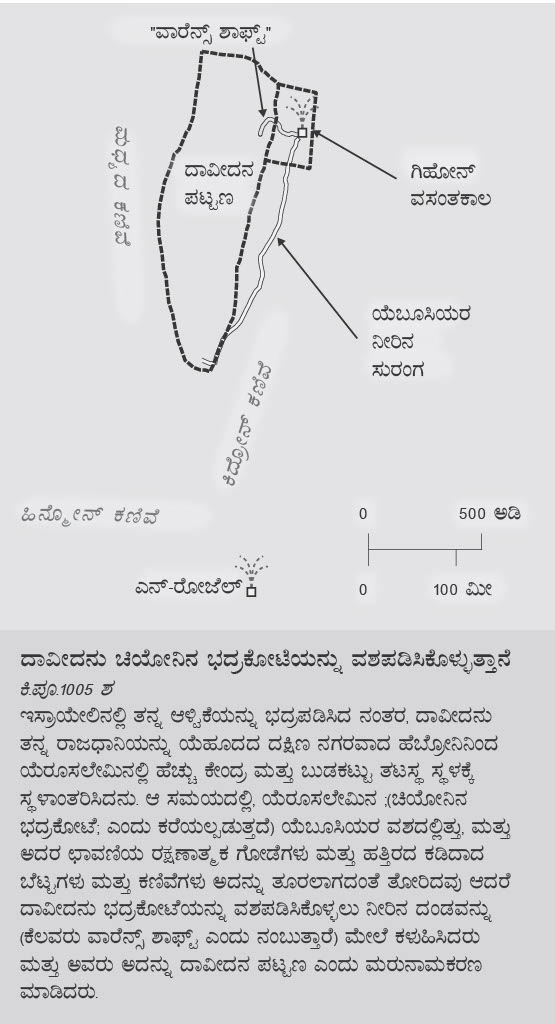 "ವಾರೆನ್ಸ್ ಶಾಫ್ಟ್"
ದಾವೀದನ
ಪಟ್ಟಣ
ಗಿಹೋನ್
ವಸಂತಕಾಲ
ಮಧ್ಯದ ಕಣಿವೆ
ಯೆಬೂಸಿಯರ
ನೀರಿನ
ಸುರಂಗ
ಕಿದ್ರೋನ್ ಕಣಿವೆ
ಹಿನ್ಮೋನ್ ಕಣಿವೆ
0 500 ಅಡಿ
0 100 ಮೀ
ಎನ್-ರೋಜೆಲ್
ದಾವೀದನು ಚಿಯೋನಿನ ಭದ್ರಕೋಟೆಯನ್ನು ವಶಪಡಿಸಿಕೊಳ್ಳುತ್ತಾನೆ
ಕಿ.ಪೂ.1005 ಶ
ಇಸ್ರಾಯೇಲಿನಲ್ಲಿ ತನ್ನ ಆಳ್ವಿಕೆಯನ್ನು ಭದ್ರಪಡಿಸಿದ ನಂತರ, ದಾವೀದನು
ತನ್ನ ರಾಜಧಾನಿಯನ್ನು ಯೆಹೂದದ ದಕ್ಷಿಣ ನಗರವಾದ ಹೆಬ್ರೋನಿನಿಂದ
ಯೆರೂಸಲೇಮಿನಲ್ಲಿ ಹೆಚ್ಚು ಕೇಂದ್ರ ಮತ್ತು ಬುಡಕಟ್ಟು ತಟಸ್ಥ ಸ್ಥಳಕ್ಕೆ
ಸ್ಥಳಾಂತರಿಸಿದನು. ಆ ಸಮಯದಲ್ಲಿ, ಯೆರೂಸಲೇಮಿನ ;(ಚಿಯೋನಿನ
ಭದ್ರಕೋಟೆ; ಎಂದು ಕರೆಯಲ್ಪಡುತ್ತದೆ) ಯೆಬೂಸಿಯರ ವಶದಲ್ಲಿತ್ತು, ಮತ್ತು
ಅದರ ಛಾವಣಿಯ ರಕ್ಷಣಾತ್ಮಕ ಗೋಡೆಗಳು ಮತ್ತು ಹತ್ತಿರದ ಕಡಿದಾದ
ಬೆಟ್ಟಗಳು ಮತ್ತು ಕಣಿವೆಗಳು ಅದನ್ನು ತೂರಲಾಗದಂತೆ ತೋರಿದವು ಆದರೆ
ದಾವೀದನು ಭದ್ರಕೋಟೆಯನ್ನು ವಶಪಡಿಸಿಕೊಳ್ಳಲು ನೀರಿನ ದಂಡವನ್ನು
(ಕೆಲವರು ವಾರೆನ್ಸ್ ಶಾಫ್ಟ್ ಎಂದು ನಂಬುತ್ತಾರೆ) ಮೇಲೆ ಕಳುಹಿಸಿದರು
ಮತ್ತು ಅವರು ಅದನ್ನು ದಾವೀದನ ಪಟ್ಟಣ ಎಂದು ಮರುನಾಮಕರಣ
ಮಾಡಿದರು.